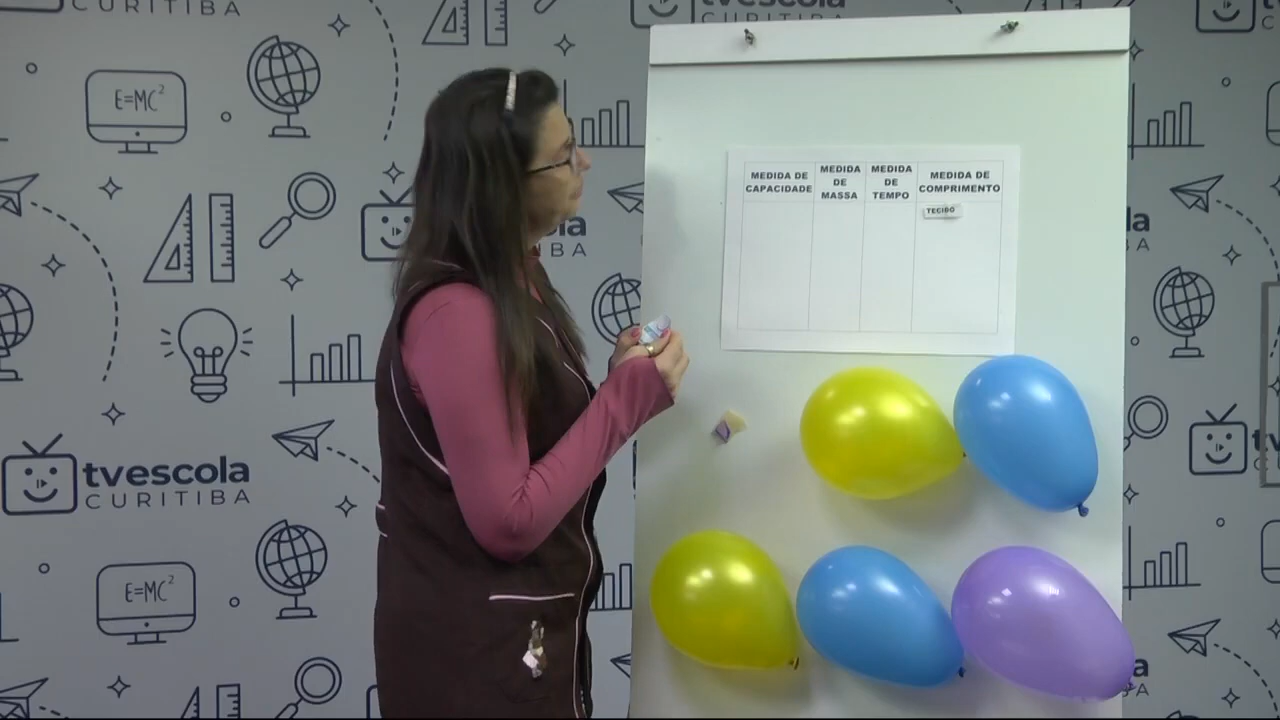 CURITIBA
tvescola
CURITIBA
E=MC²
MEDIDA DE
CAPACIDADE
MEDIDA
DE
MASSA
MEDIDA
DE
TEMPO
MEDIDA DE
COMPRIMENTO
TECIDO
tvescola
CURITIBA
E=MC²